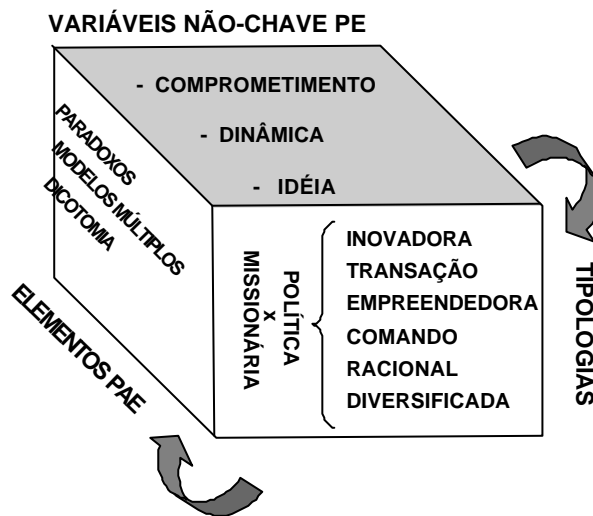 VARIÁVEIS NÃO-CHAVE PE
- COMPROMETIMENTO
- DINÂMICA
- IDÉIA
PARADOXOS
MODELOS MÚLTIPLOS
DICOTOMIA
ELEMENTOS PAE
POLÍTICA
X
MISSIONÁRIA
INOVADORA
TRANSAÇÃO
EMPREENDEDORA
COMANDO
RACIONAL
DIVERSIFICADA
TIPOLOGIAS